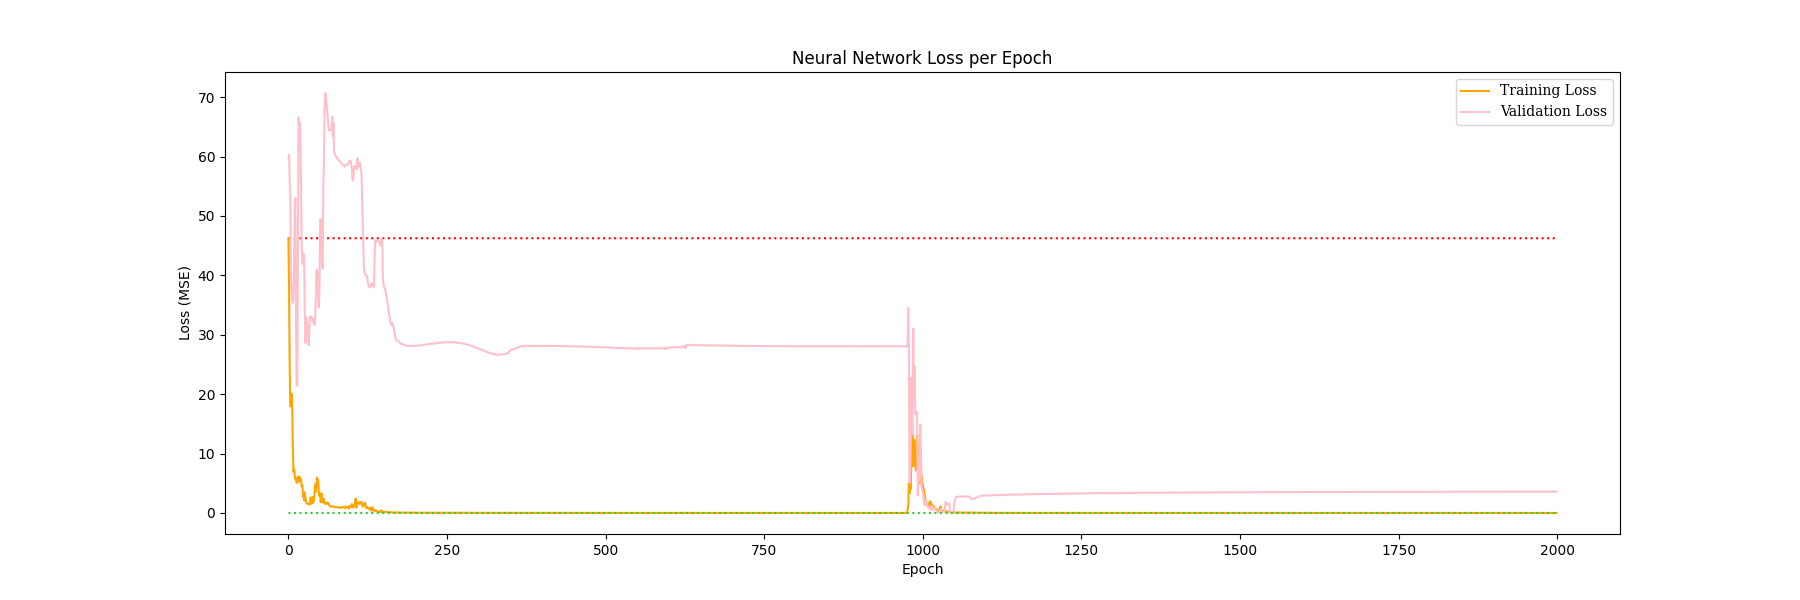 Neural Network Loss per Epoch
Training Loss
Validation Loss
Loss (MSE)
70
60
50
40
30
20
10
0
0 250 500 750 1000 1250 1500 1750 2000
Epoch